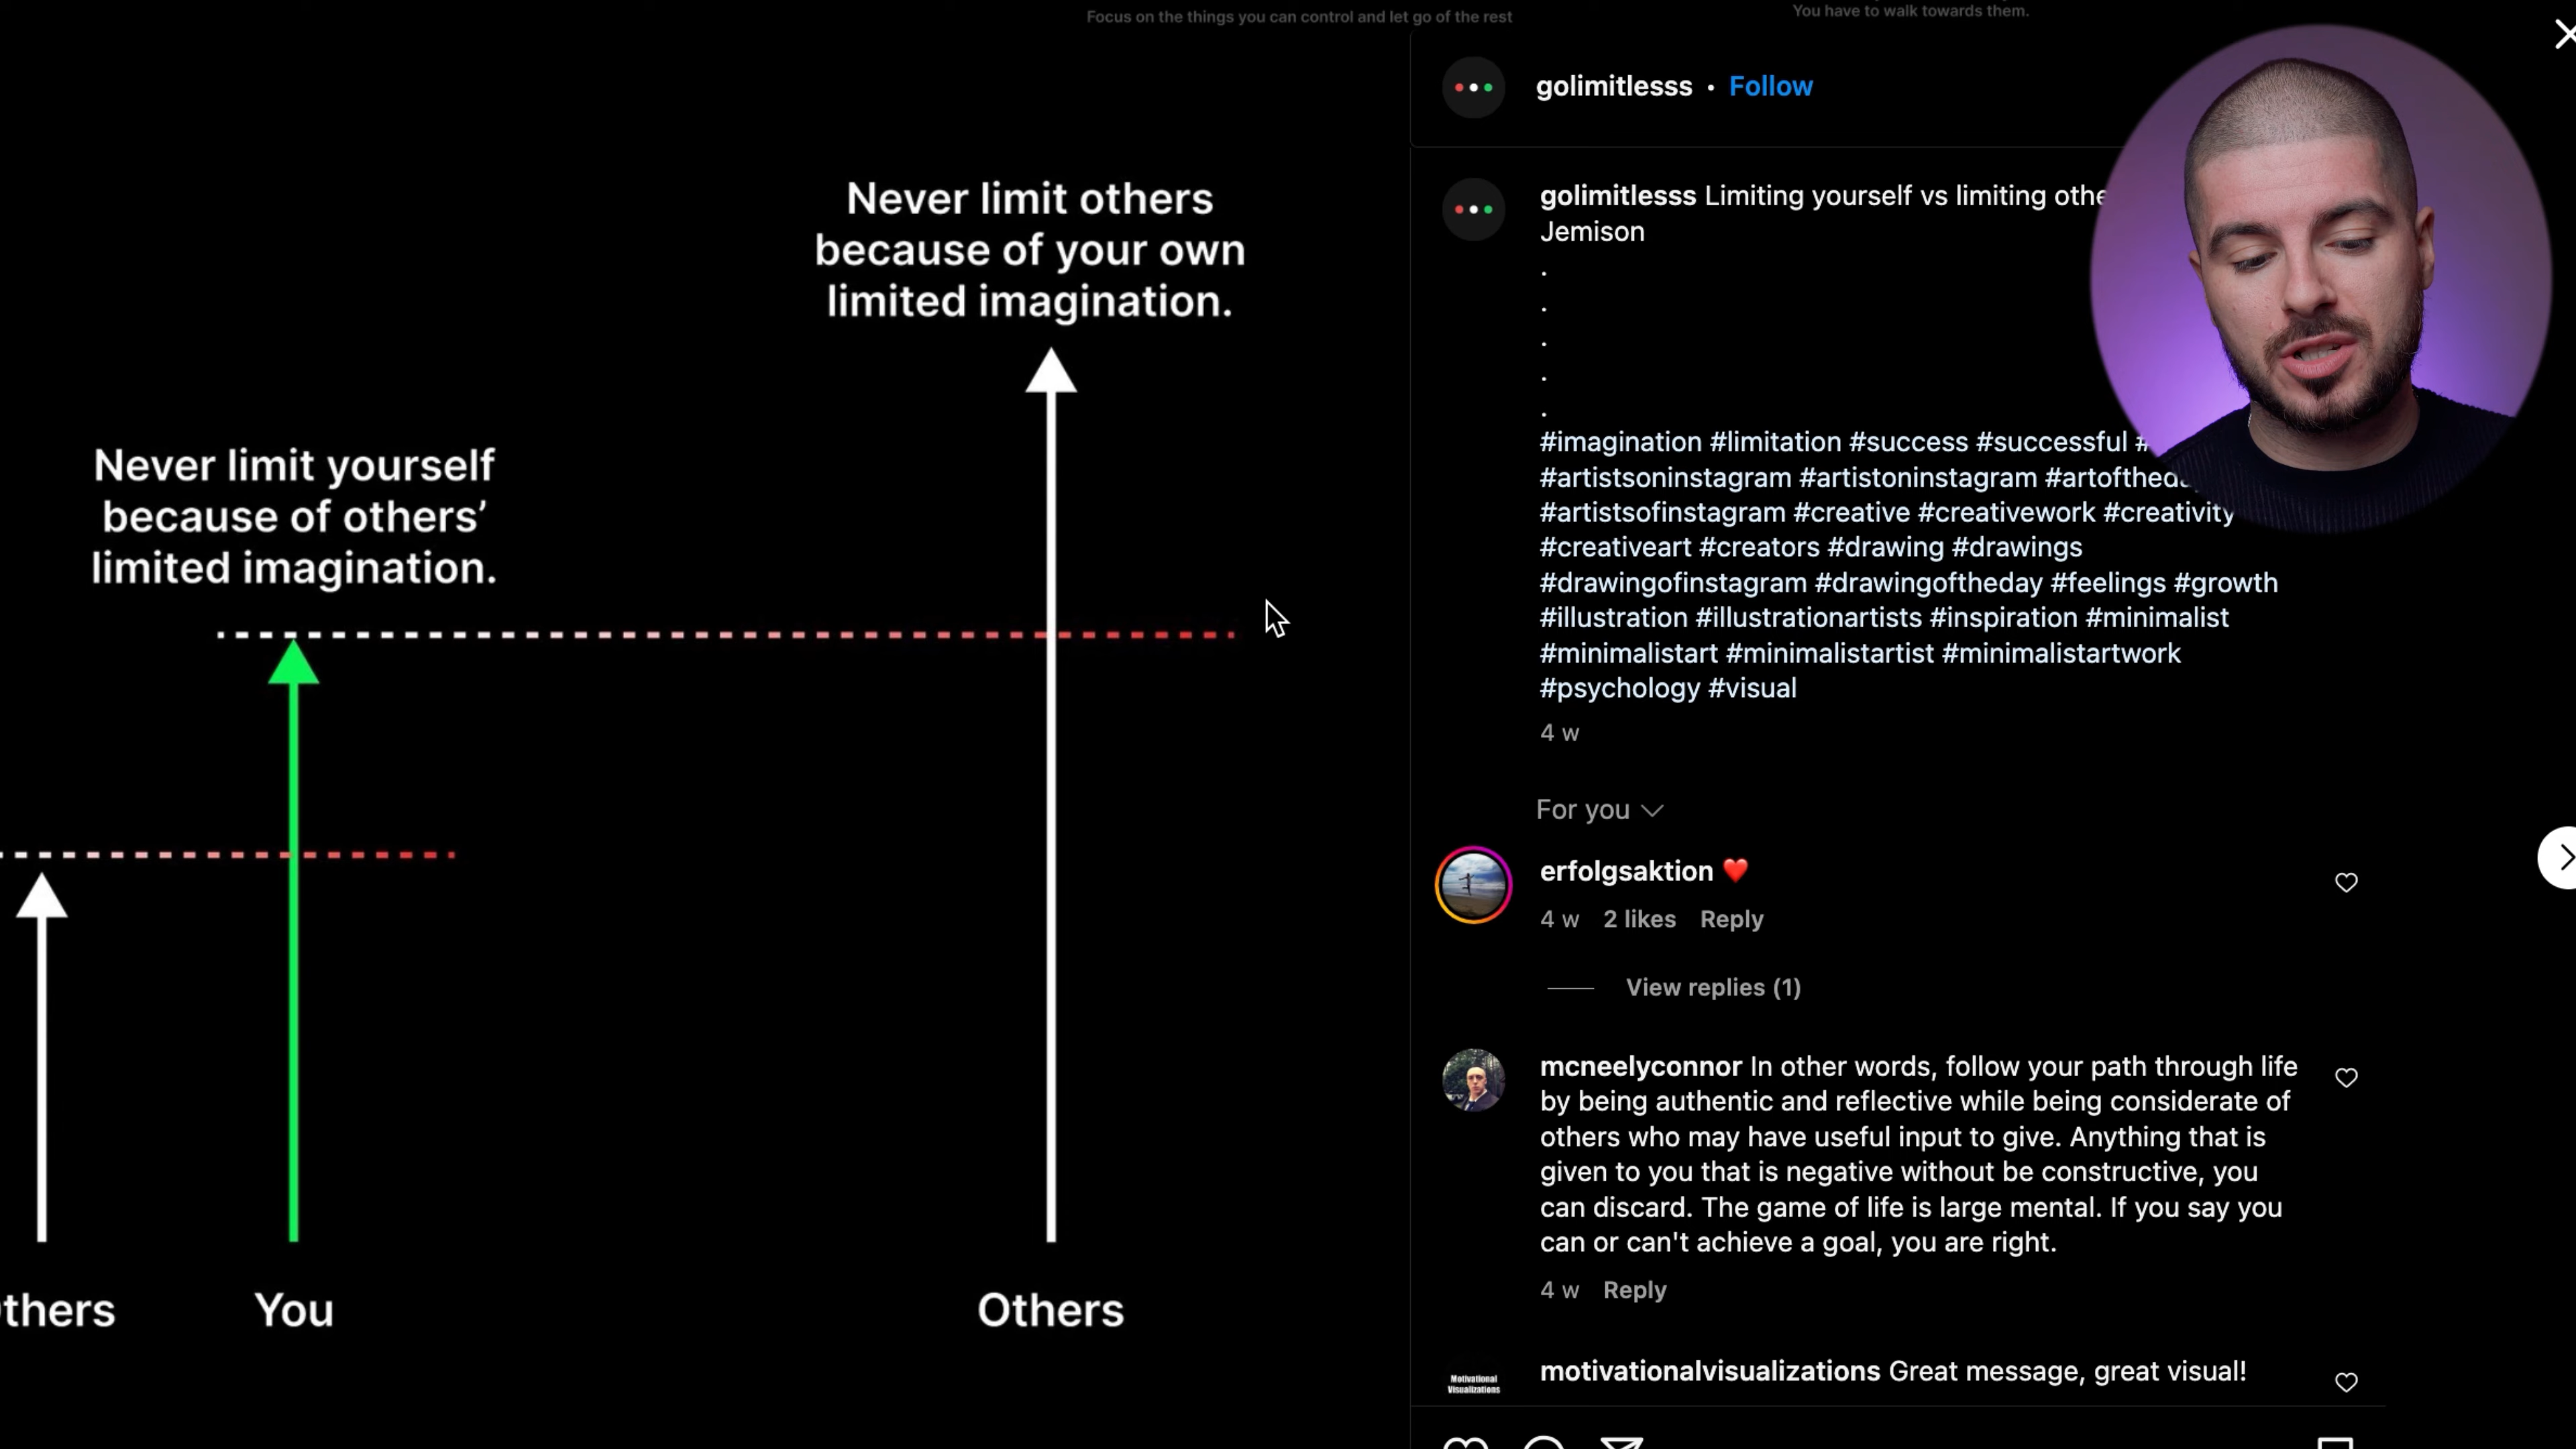 Focus on the things you can control and let go of the rest
You have to walk towards them.
Never limit others
because of your own
limited imagination.
Never limit yourself
because of others’
limited imagination.
You
Others
golimitlesss • Follow
golimitlesss Limiting yourself vs limiting
Jemison
.
.
.
.
.
#imagination #limitation #success #successful
#artistsoninstagram #artistoninstagram
#artistsofinstagram #creative #creativework #creativity
#creativeart #creators #drawing #drawings
#drawingofinstagram #drawingoftheday #feelings #growth
#illustration #illustrationartists #inspiration #minimalist
#minimalistart #minimalistartist #minimalistartwork
#psychology #visual
4 w
For you
erfolgsaktion ❤️
4 w 2 likes Reply
View replies (1)
mcneelyconnor In other words, follow your path through life
by being authentic and reflective while being considerate of
others who may have useful input to give. Anything that is
given to you that is negative without be constructive, you
can discard. The game of life is large mental. If you say you
can or can't achieve a goal, you are right.
4 w Reply
Motivational
Visualizations
motivationalvisualizations Great message, great visual!